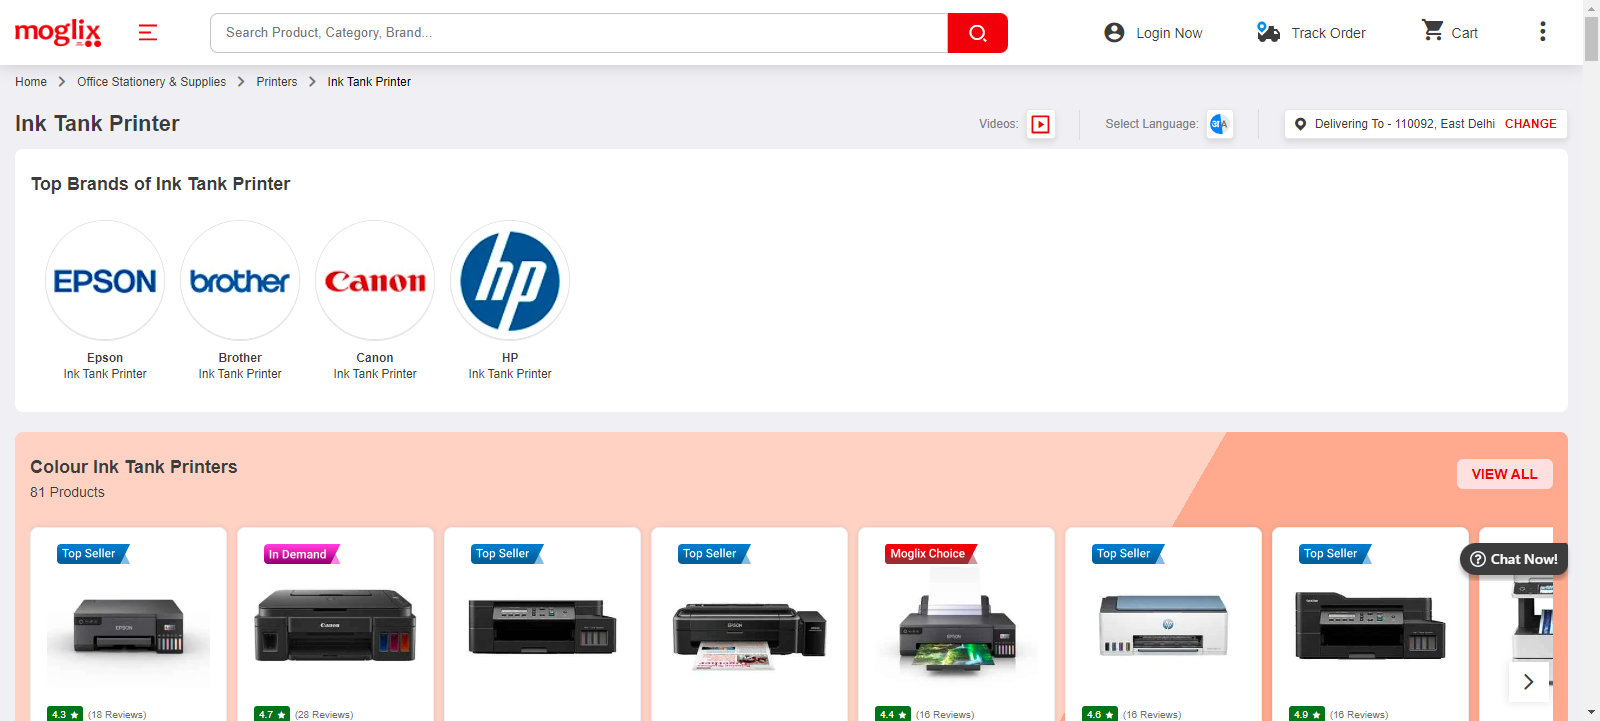 moglix
Search Product, Category, Brand...
Login Now
Track Order
Cart
Home
Office Stationery & Supplies
Printers
Ink Tank Printer
Ink Tank Printer
Videos:
Select Language:
Delivering To - 110092, East Delhi
CHANGE
Top Brands of Ink Tank Printer
EPSON
brother
Canon
hp
Epson
Ink Tank Printer
Brother
Ink Tank Printer
Canon
Ink Tank Printer
HP
Ink Tank Printer
Colour Ink Tank Printers
81 Products
VIEW ALL
Top Seller
In Demand
Top Seller
Top Seller
Moglix Choice
Top Seller
Top Seller
Chat Now!
EPSON
Canon
EPSON
EPSON
hp
4.3
(18 Reviews)
4.7
(28 Reviews)
4.4
(16 Reviews)
4.6
(16 Reviews)
4.9
(16 Reviews)